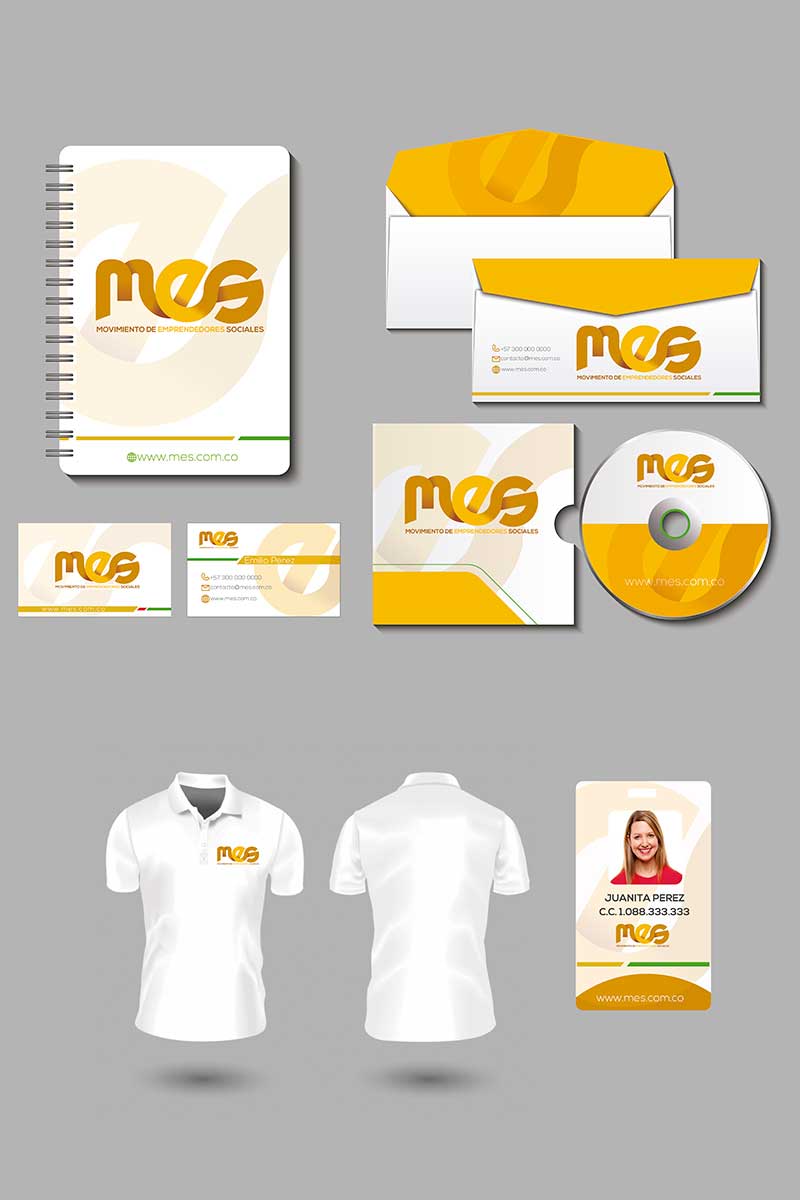 mes
MOVIMIENTO DE EMPRENDEDORES SOCIALES
www.mes.com.co
+57 300 000 0000
contacto@mes.com.co
www.mes.com.co
mes
MOVIMIENTO DE EMPRENDEDORES SOCIALES
mes
MOVIMIENTO DE EMPRENDEDORES SOCIALES
mes
MOVIMIENTO DE EMPRENDEDORES SOCIALES
www.mes.com.co
mes
MOVIMIENTO DE EMPRENDEDORES SOCIALES
www.mes.com.co
mes
Emilio Perez
+57 300 000 0000
contacto@mes.com.co
www.mes.com.co
mes
JUANITA PEREZ
C.C. 1.088.333.333
mes
MOVIMIENTO DE EMPRENDEDORES SOCIALES
www.mes.com.co